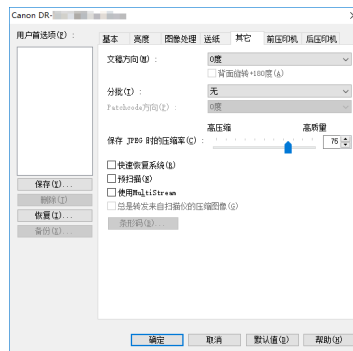 Canon DR-
用户首选项(P) :
基本 亮度 图像处理 送纸 其它 前压印机 后压印机
文稿方向(M) : 0度
背面旋转+180度(A)
分批(T) : 无
Patchcode方向(P) : 0度
高压缩 高质量
保存 JPEG 时的压缩率(C) : 75
快速恢复系统(R)
预扫描(N)
使用MultiStream
总是转发来自扫描仪的压缩图像(G)
条形码(B)...
保存(V)...
删除(I)
恢复(I)...
备份(U)...
确定 取消 默认值(D) 帮助(H)